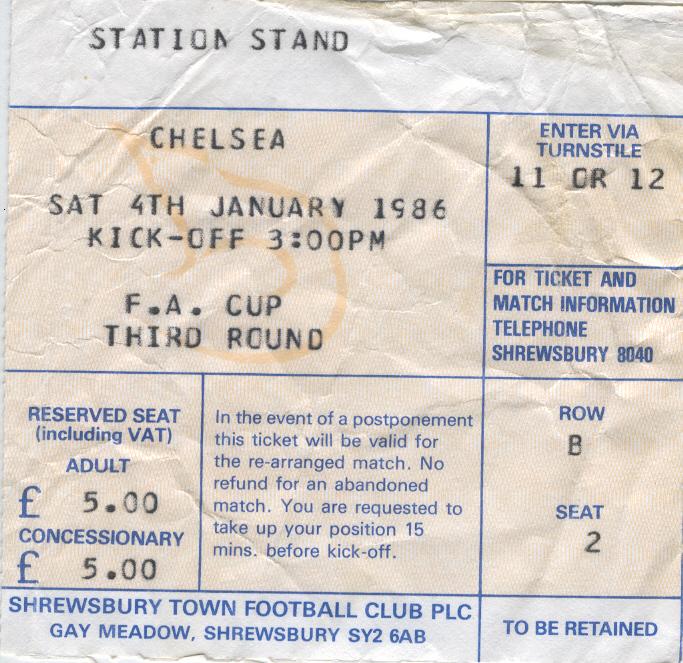 STATION STAND
CHELSEA
SAT 4TH JANUARY 1986
KICK-OFF 3:00PM
F.A. CUP
THIRD ROUND
ENTER VIA
TURNSTILE
11 OR 12
FOR TICKET AND
MATCH INFORMATION
TELEPHONE
SHREWSBURY 8040
RESERVED SEAT
(including VAT)
ADULT
£ 5.00
CONCESSIONARY
£ 5.00
In the event of a postponement
this ticket will be valid for
the re-arranged match. No
refund for an abandoned
match. You are requested to
take up your position 15
mins. before kick-off.
ROW
B
SEAT
2
SHREWSBURY TOWN FOOTBALL CLUB PLC
GAY MEADOW, SHREWSBURY SY2 6AB
TO BE RETAINED